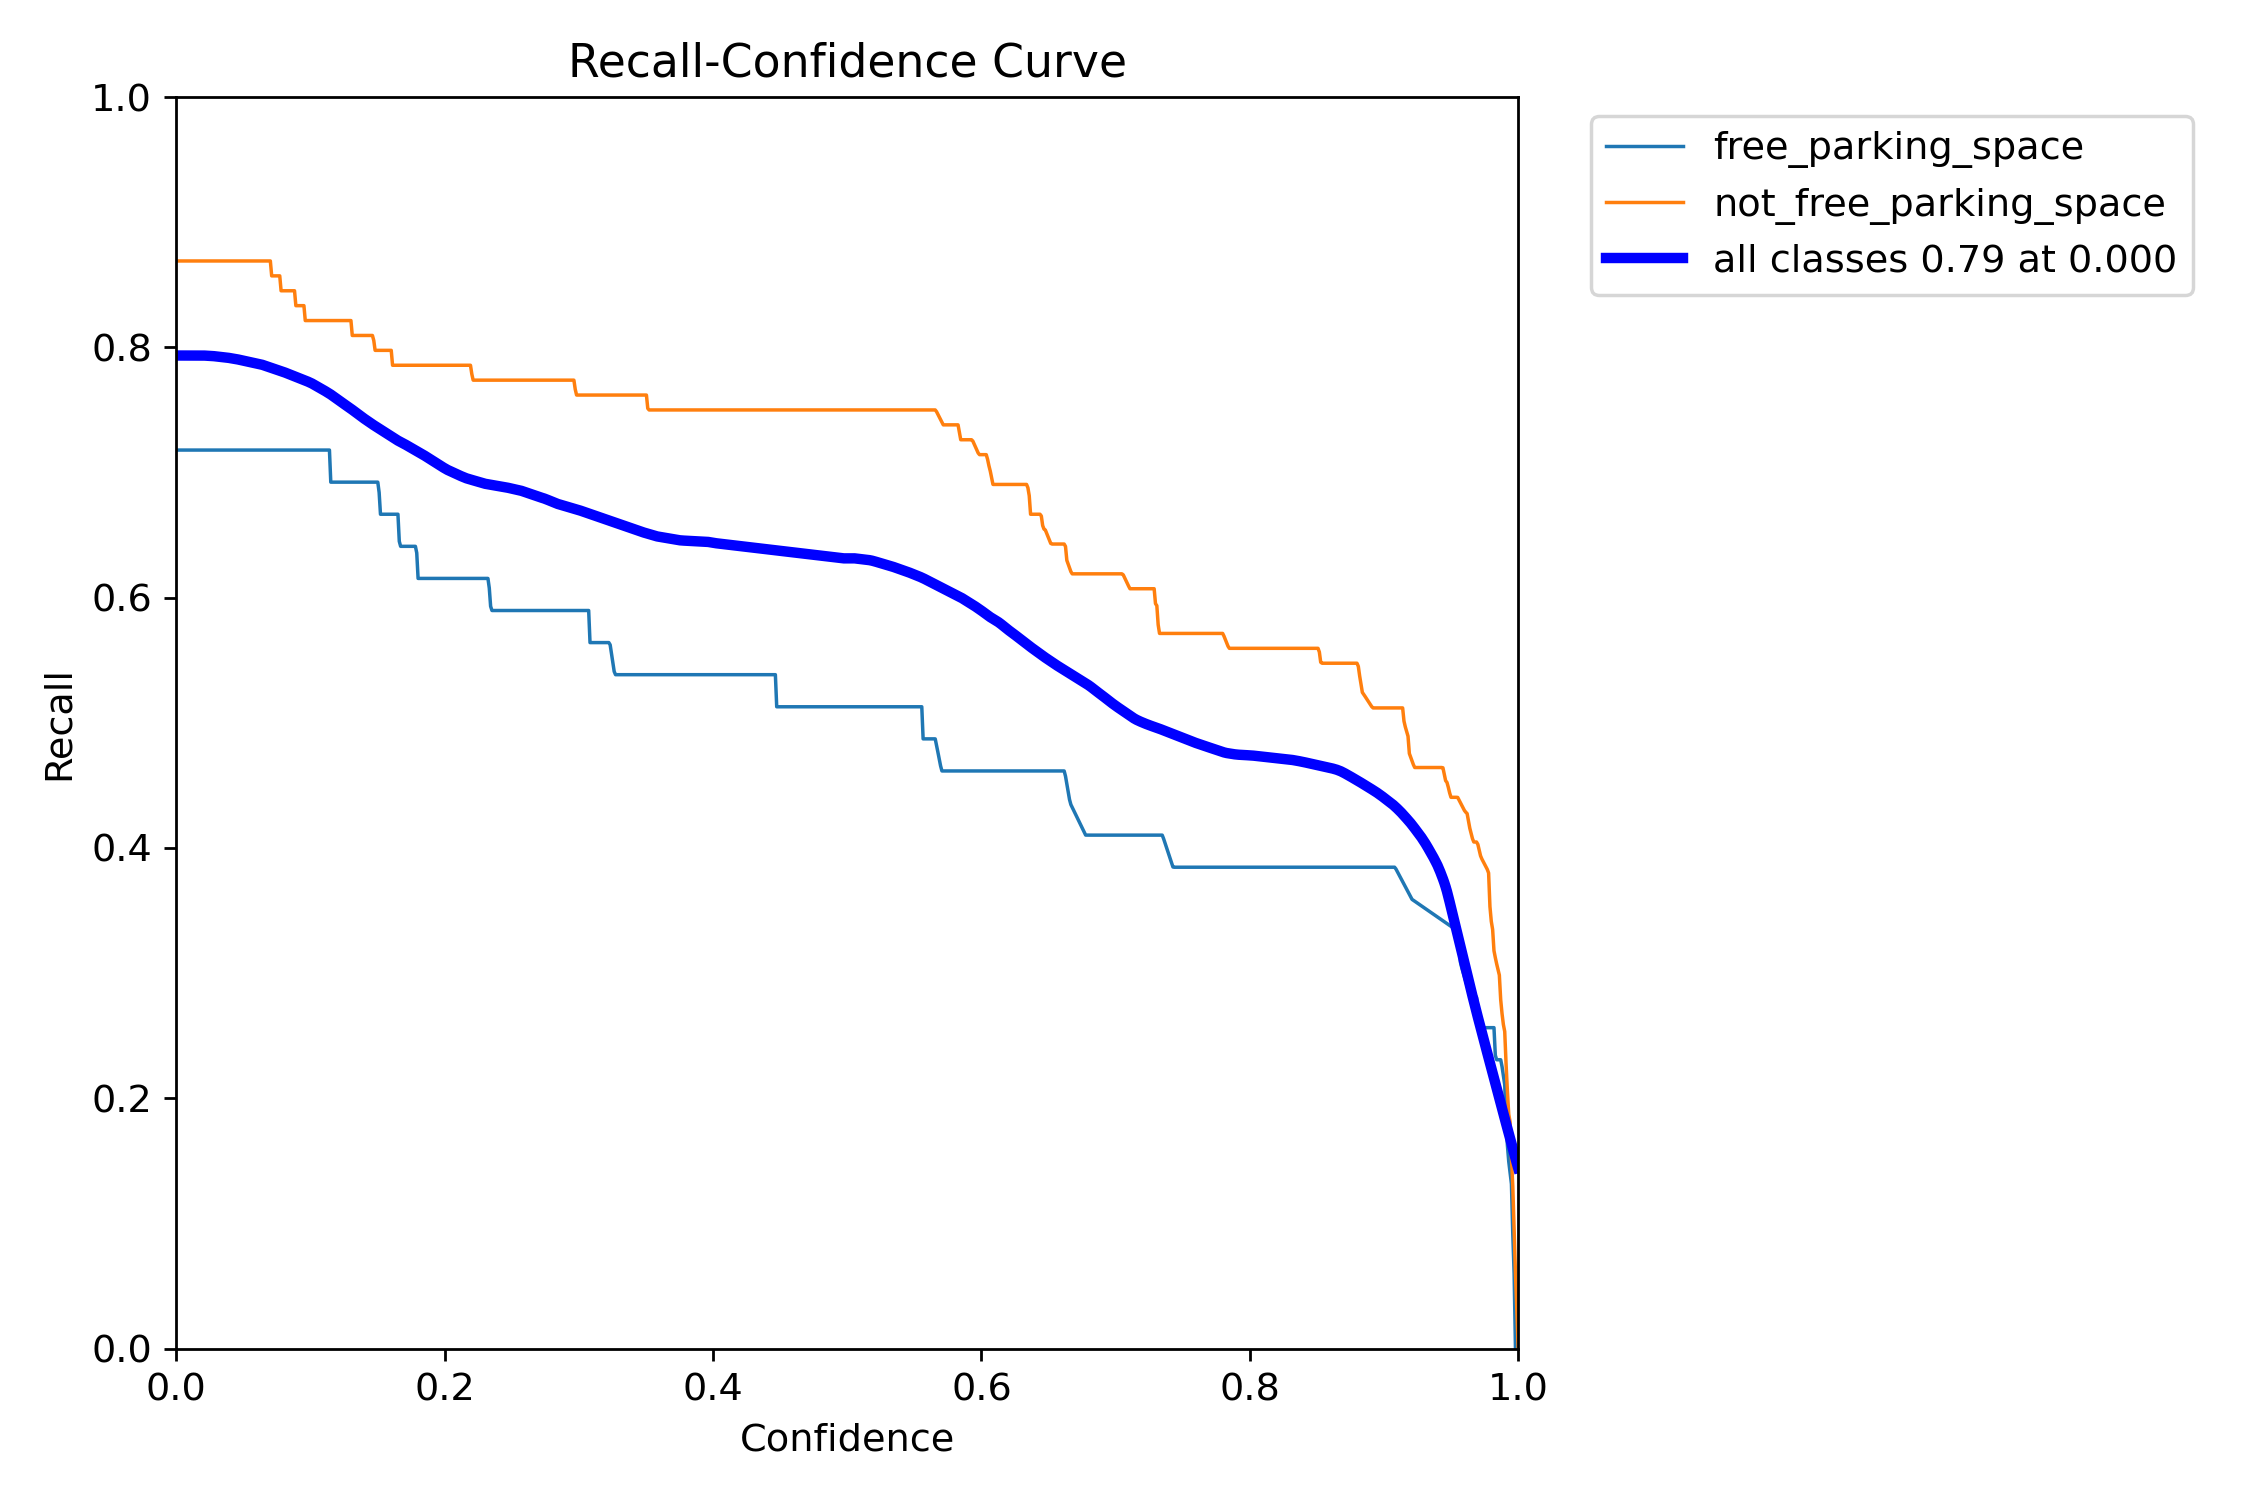 Recall-Confidence Curve
1.0
0.8
0.6
0.4
0.2
0.0
Recall
0.0 0.2 0.4 0.6 0.8 1.0
Confidence
free_parking_space
not_free_parking_space
all classes 0.79 at 0.000